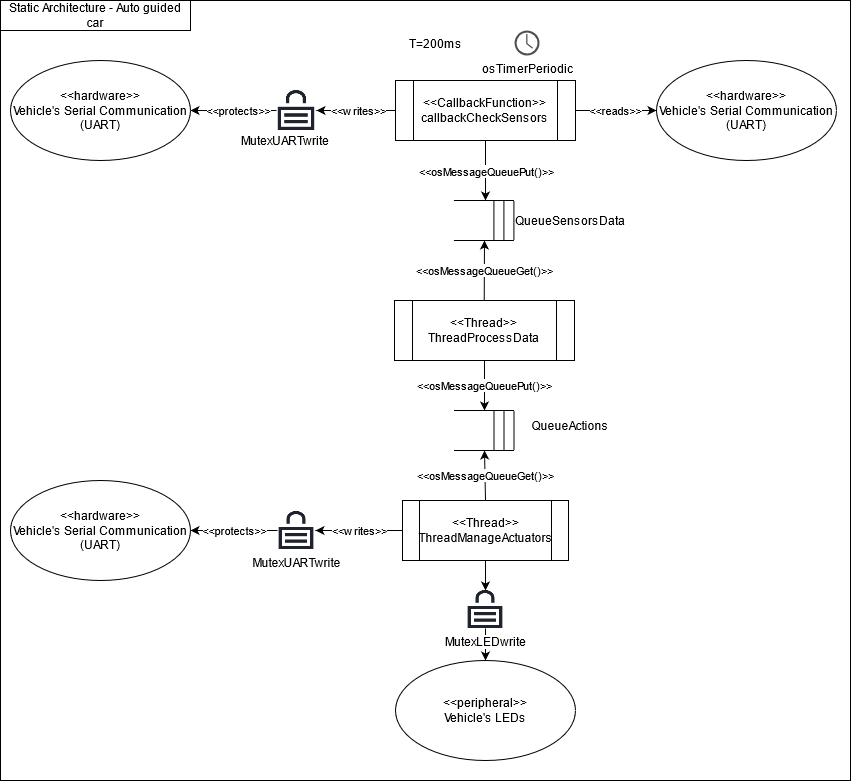 Static Architecture - Auto guided
car
T=200ms
osTimerPeriodic
<<hardware>>
Vehicle's Serial Communication
(UART)
<<protects>>
<<writes>>
MutexUARTwrite
<<CallbackFunction>>
callbackCheckSensors
<<reads>>
<<hardware>>
Vehicle's Serial Communication
(UART)
<<osMessageQueuePut()>>
QueueSensorsData
<<osMessageQueueGet()>>
<<Thread>>
ThreadProcessData
<<osMessageQueuePut()>>
QueueActions
<<osMessageQueueGet()>>
<<hardware>>
Vehicle's Serial Communication
(UART)
<<protects>>
<<writes>>
MutexUARTwrite
<<Thread>>
ThreadManageActuators
MutexLEDwrite
<<peripheral>>
Vehicle's LEDs